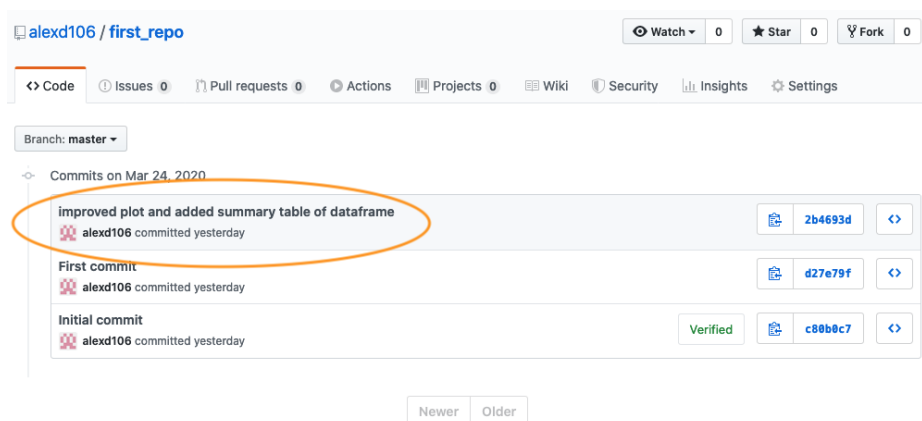 alexd106 / first_repo Watch 0 Star 0 Fork 0
Code Issues 0 Pull requests 0 Actions Projects 0 Wiki Security Insights Settings
Branch: master
Commits on Mar 24, 2020
improved plot and added summary table of dataframe
alexd106 committed yesterday
2b4693d
First commit
alexd106 committed yesterday
d27e79f
Initial commit
alexd106 committed yesterday
Verified c80b0c7
Newer Older